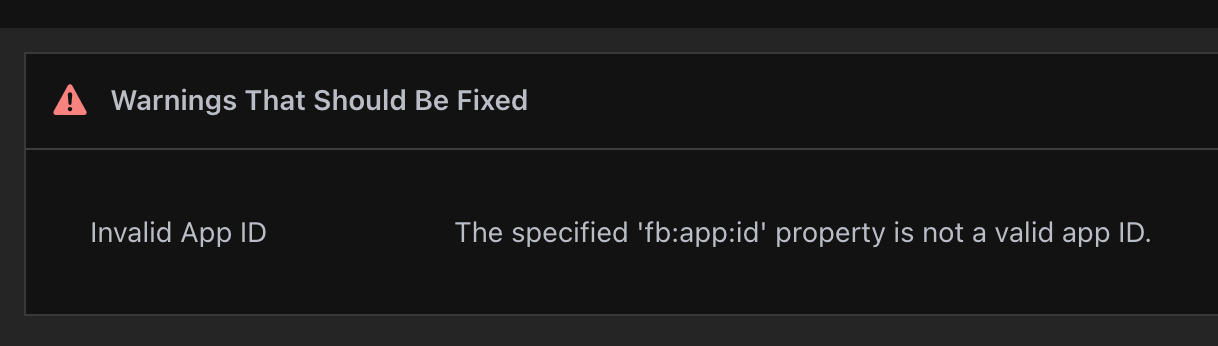 Warnings That Should Be Fixed
Invalid App ID
The specified 'fb:app:id' property is not a valid app ID.